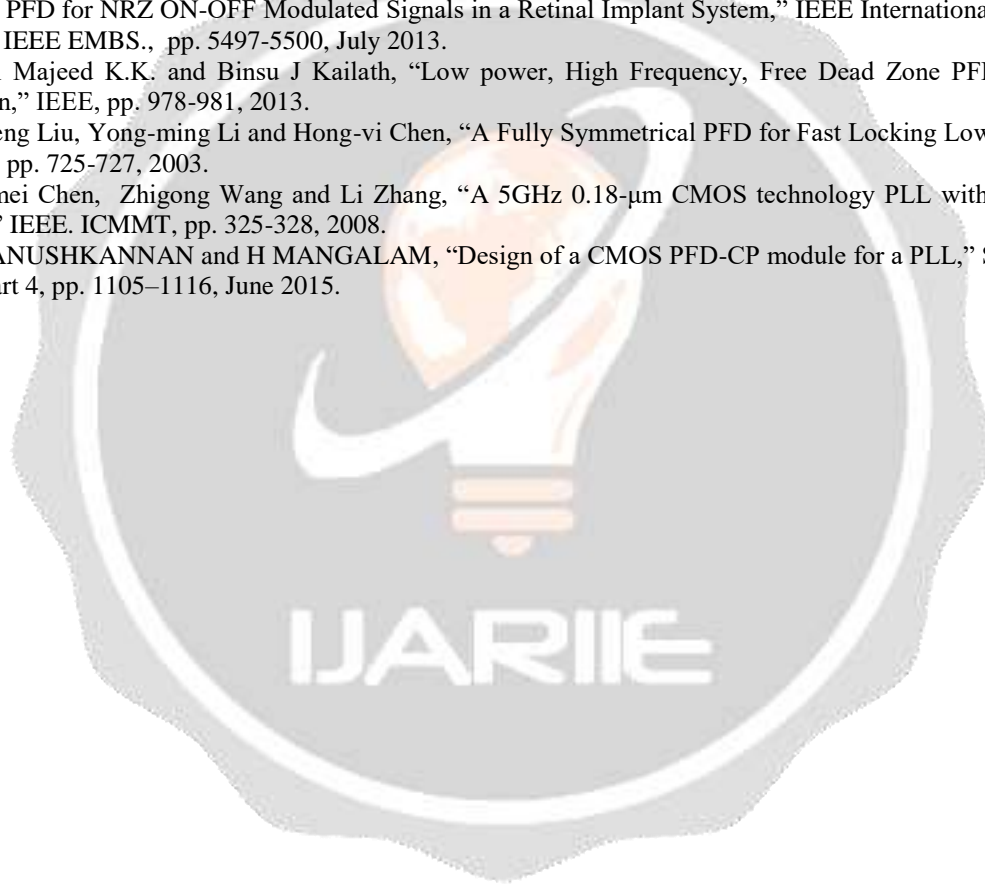 PFD for NRZ ON-OFF Modulated Signals in a Retinal Implant System,” IEEE Internationa
IEEE EMBS., pp. 5497-5500, July 2013.
Majeed K.K. and Binsu J Kailath, “Low power, High Frequency, Free Dead Zone PF
n,” IEEE, pp. 978-981, 2013.
eng Liu, Yong-ming Li and Hong-vi Chen, “A Fully Symmetrical PFD for Fast Locking Low
pp. 725-727, 2003.
mei Chen, Zhigong Wang and Li Zhang, “A 5GHz 0.18-μm CMOS technology PLL with
” IEEE. ICMMT, pp. 325-328, 2008.
ANUSHKANNAN and H MANGALAM, “Design of a CMOS PFD-CP module for a PLL,” S
art 4, pp. 1105–1116, June 2015.
IJARIIE